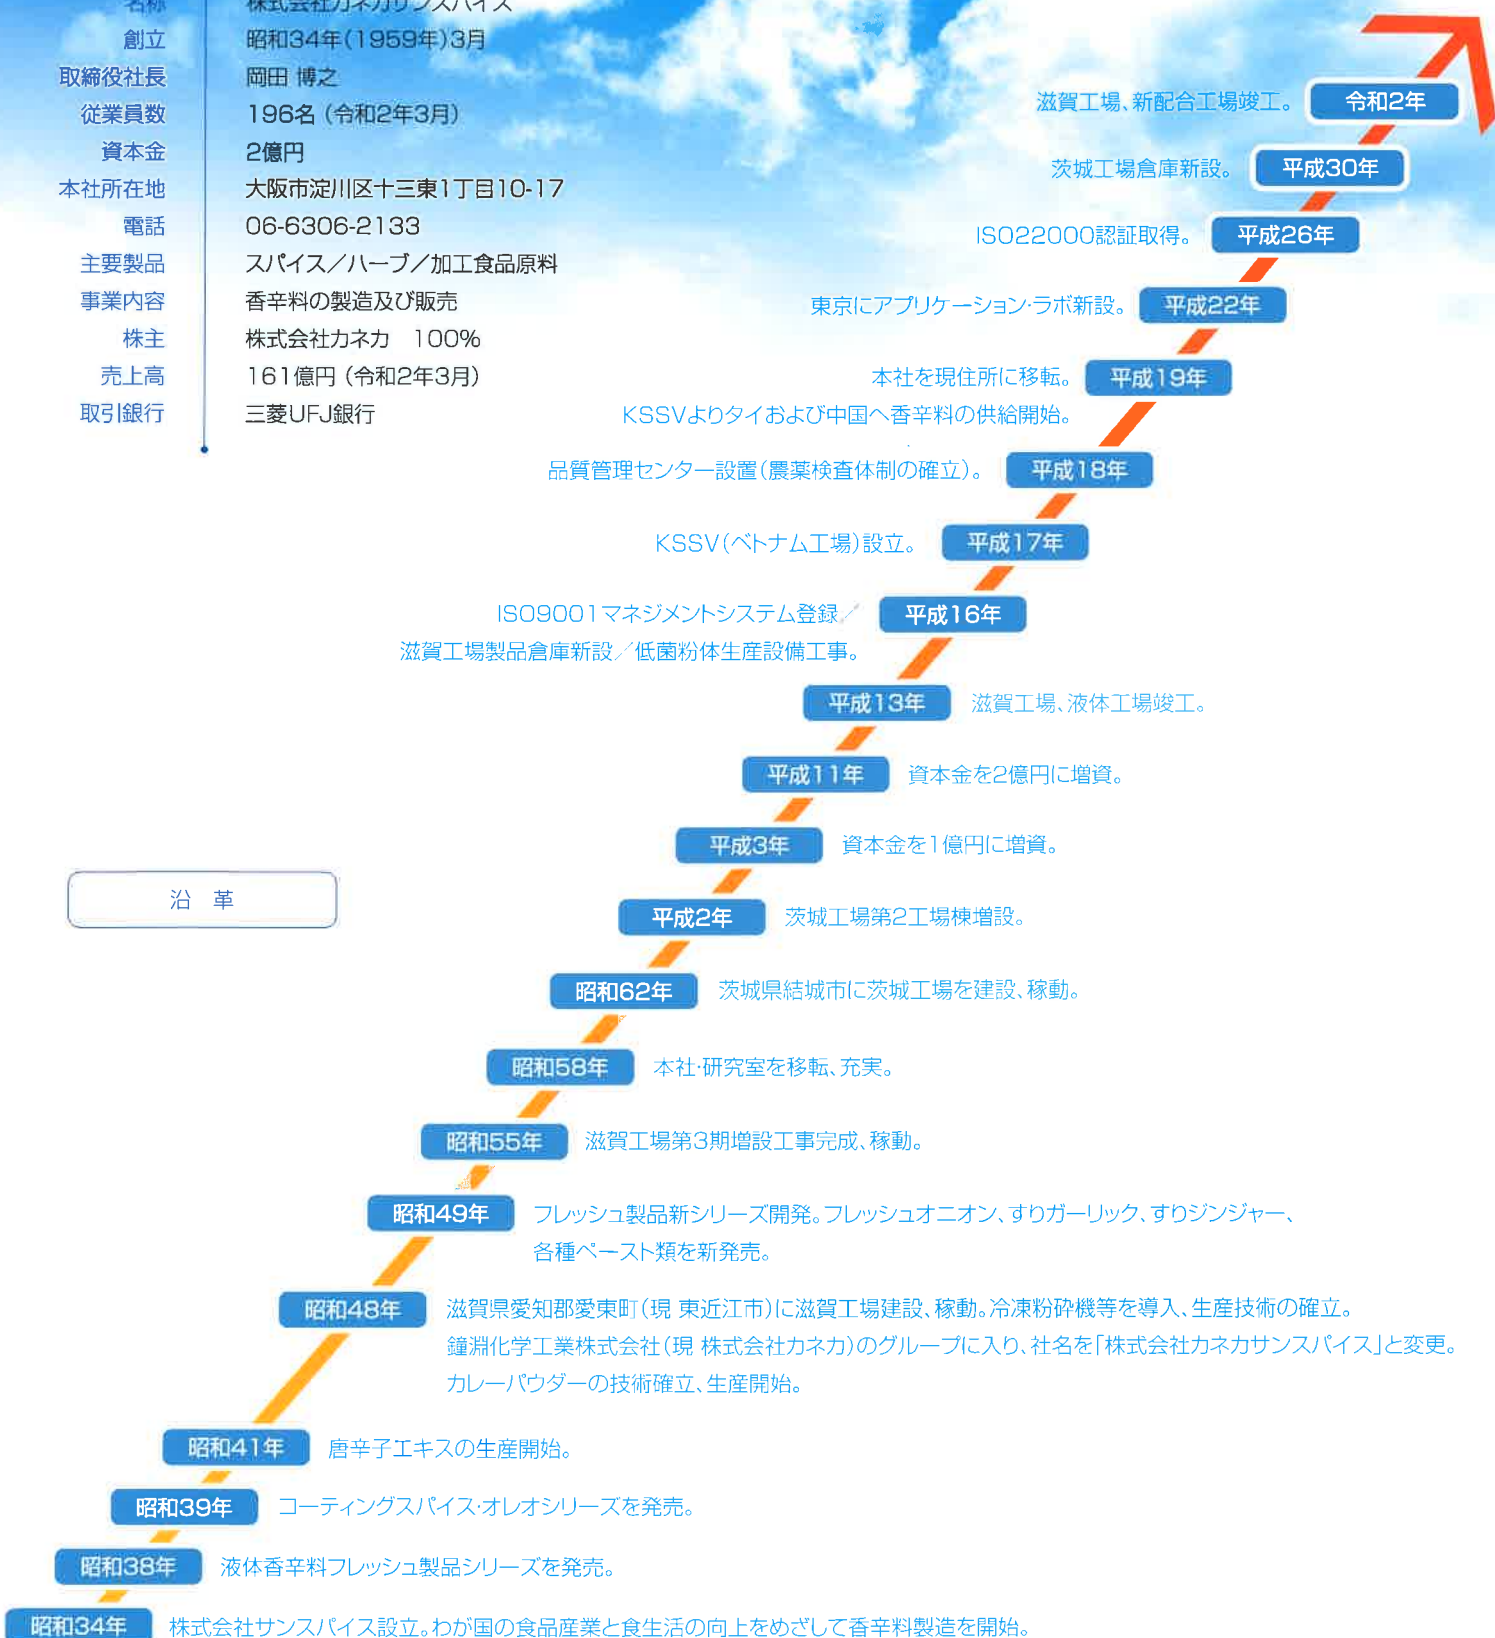 名称 株式会社カネカサンスパイス
創立 昭和34年(1959年)3月
取締役社長 岡田 博之
従業員数 196名（令和2年3月）
資本金 2億円
本社所在地 大阪市淀川区十三東1丁目10-17
電話 06-6306-2133
主要製品 スパイス／ハーブ／加工食品原料
事業内容 香辛料の製造及び販売
株主 株式会社カネカ　100%
売上高 161億円（令和2年3月）
取引銀行 三菱UFJ銀行
沿 革
滋賀工場、新配合工場竣工。 令和2年
茨城工場倉庫新設。 平成30年
ISO22000認証取得。 平成26年
東京にアプリケーション・ラボ新設。 平成22年
本社を現住所に移転。 平成19年
KSSVよりタイおよび中国へ香辛料の供給開始。
品質管理センター設置（農薬検査体制の確立）。 平成18年
KSSV（ベトナム工場）設立。 平成17年
ISO9001マネジメントシステム登録／ 平成16年
滋賀工場製品倉庫新設／低菌粉体生産設備工事。
平成13年 滋賀工場、液体工場竣工。
平成11年 資本金を2億円に増資。
平成3年 資本金を1億円に増資。
平成2年 茨城工場第2工場棟増設。
昭和62年 茨城県結城市に茨城工場を建設、稼動。
昭和58年 本社・研究室を移転、充実。
昭和55年 滋賀工場第3期増設工事完成、稼動。
昭和49年 フレッシュ製品新シリーズ開発。フレッシュオニオン、すりガーリック、すりジンジャー、
各種ペースト類を新発売。
昭和48年 滋賀県愛知郡愛東町（現 東近江市）に滋賀工場建設、稼動。冷凍粉砕機等を導入、生産技術の確立。
鐘淵化学工業株式会社（現 株式会社カネカ）のグループに入り、社名を「株式会社カネカサンスパイス」と変更。
カレーパウダーの技術確立、生産開始。
昭和41年 唐辛子エキスの生産開始。
昭和39年 コーティングスパイス・オレオシリーズを発売。
昭和38年 液体香辛料フレッシュ製品シリーズを発売。
昭和34年 株式会社サンスパイス設立。わが国の食品産業と食生活の向上をめざして香辛料製造を開始。